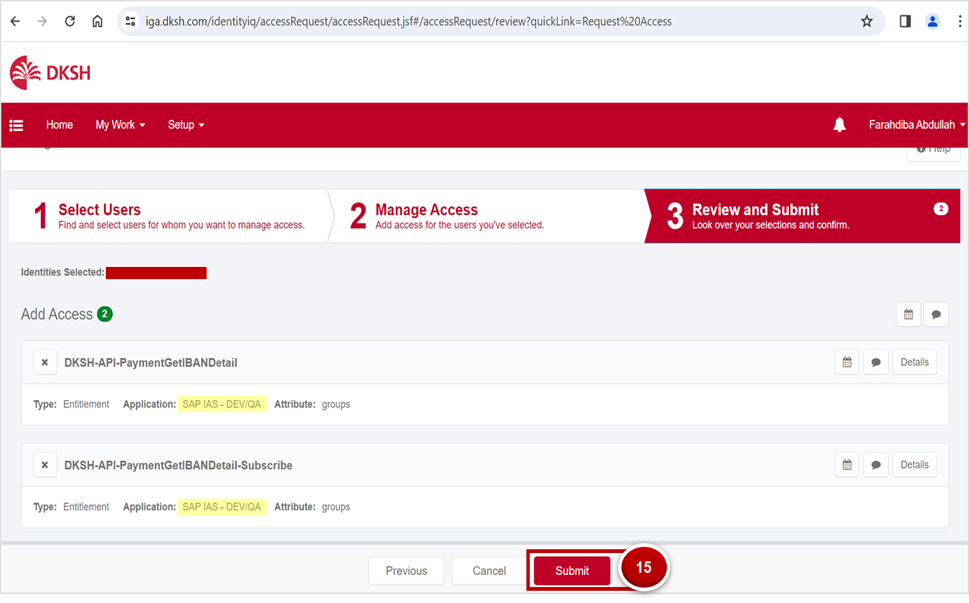 iga.dksh.com/identityiq/accessRequest/accessRequest.jsf#/accessRequest/review?quickLink=Request%20Access
DKSH
Home My Work Setup Farahdiba Abdullah
Help
1 Select Users
Find and select users for whom you want to manage access.
2 Manage Access
Add access for the users you've selected.
3 Review and Submit 2
Look over your selections and confirm.
Identities Selected:
Add Access 2
DKSH-API-PaymentGetIBANDetail Details
Type: Entitlement Application: SAP IAS - DEV/QA Attribute: groups
DKSH-API-PaymentGetIBANDetail-Subscribe Details
Type: Entitlement Application: SAP IAS - DEV/QA Attribute: groups
Previous Cancel Submit 15